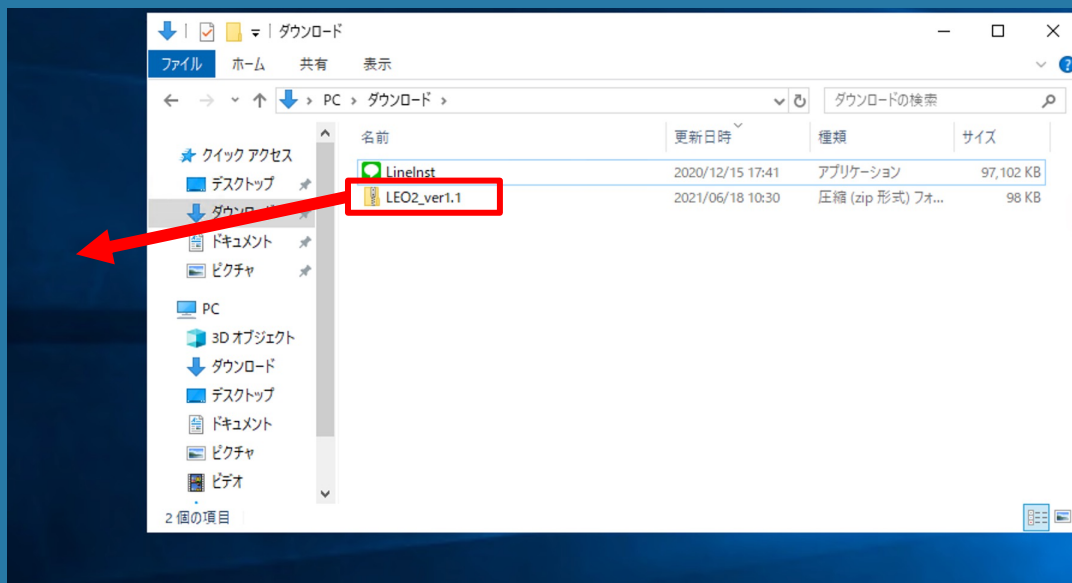 ダウンロード
ファイル ホーム 共有 表示
PC › ダウンロード › ダウンロードの検索
名前 更新日時 種類 サイズ
クイック アクセス
LineInst 2020/12/15 17:41 アプリケーション 97,102 KB
デスクトップ
LEO2_ver1.1 2021/06/18 10:30 圧縮 (zip 形式) フォ... 98 KB
ドキュメント
ピクチャ
PC
3D オブジェクト
ダウンロード
デスクトップ
ドキュメント
ピクチャ
ビデオ
2 個の項目